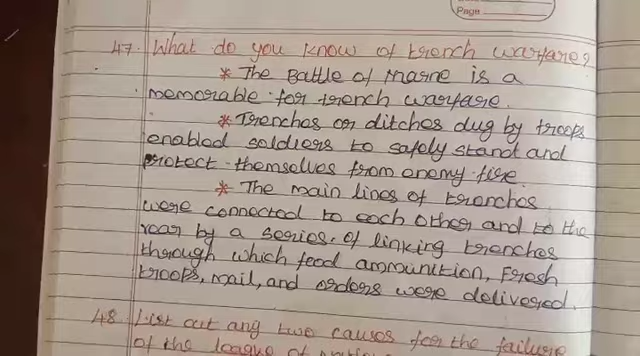 Page
47. What do you know of trench warfare?
* The Battle of Marne is a
memorable for trench warfare.
* Trenches or ditches dug by troops
enabled soldiers to safely stand and
protect themselves from enemy fire.
* The main lines of trenches
were connected to each other and to the
rear by a series of linking trenches
through which food ammunition, Fresh
troops, mail, and orders were delivered.
48. List out any two causes for the failure
of the league of